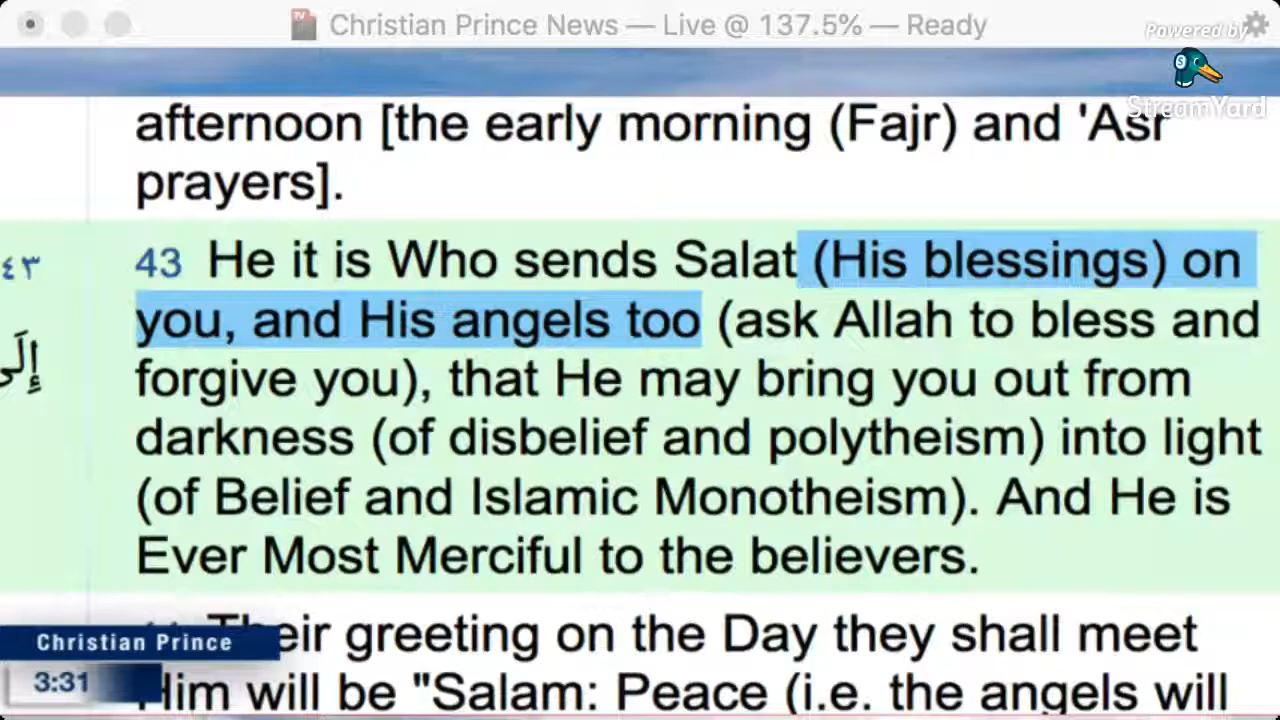 Christian Prince News — Live @ 137.5% — Ready
Powered by
StreamYard
afternoon [the early morning (Fajr) and 'Asr
prayers].
٤٣
43 He it is Who sends Salat (His blessings) on
you, and His angels too (ask Allah to bless and
إِلَى
forgive you), that He may bring you out from
darkness (of disbelief and polytheism) into light
(of Belief and Islamic Monotheism). And He is
Ever Most Merciful to the believers.
Their greeting on the Day they shall meet
Christian Prince
Him will be "Salam: Peace (i.e. the angels will
3:31